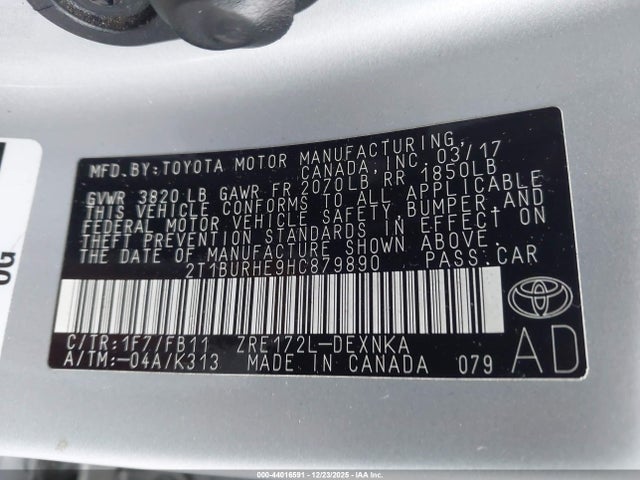 MFD.BY:TOYOTA MOTOR MANUFACTURING,
CANADA,INC.03/17
GVWR 3820 LB GAWR FR 2070LB RR 1850LB
THIS VEHICLE CONFORMS TO ALL APPLICABLE
FEDERAL MOTOR VEHICLE SAFETY,BUMPER,AND
THEFT PREVENTION STANDARDS IN EFFECT ON
THE DATE OF MANUFACTURE SHOWN ABOVE.
2T1BURHE9HC879890 PASS.CAR
C/TR:1F7/FB11 ZRE172L-DEXNKA
A/TM:-04A/K313 MADE IN CANADA 079
AD
OG
000-44016591 - 12/23/2025 - IAAI, Inc.